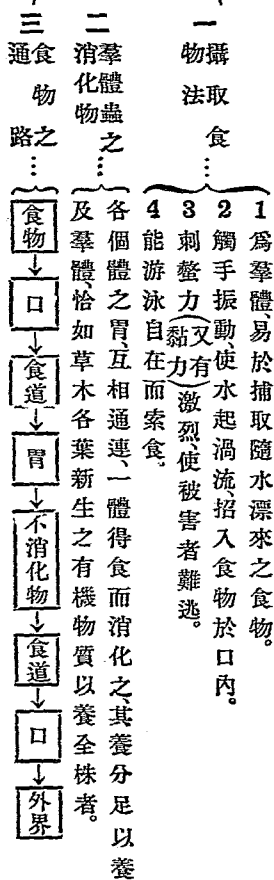 一 攝取食
物法…
1 爲羣體、易於捕取隨水漂來之食物。
2 觸手振動、使水起渦流、招入食物於口內。
3 刺螫力(又有黏力)激烈、使被害者難逃。
4 能游泳自在而索食。
二 羣體蟲之
消化物…
各個體之胃、互相通連、一體得食而消化之、其養分足以養
及羣體、恰如草木各葉新生之有機物質以養全株者。
三 食物之
通路…
食物→口→食道→胃→不消化物→食道→口→外界